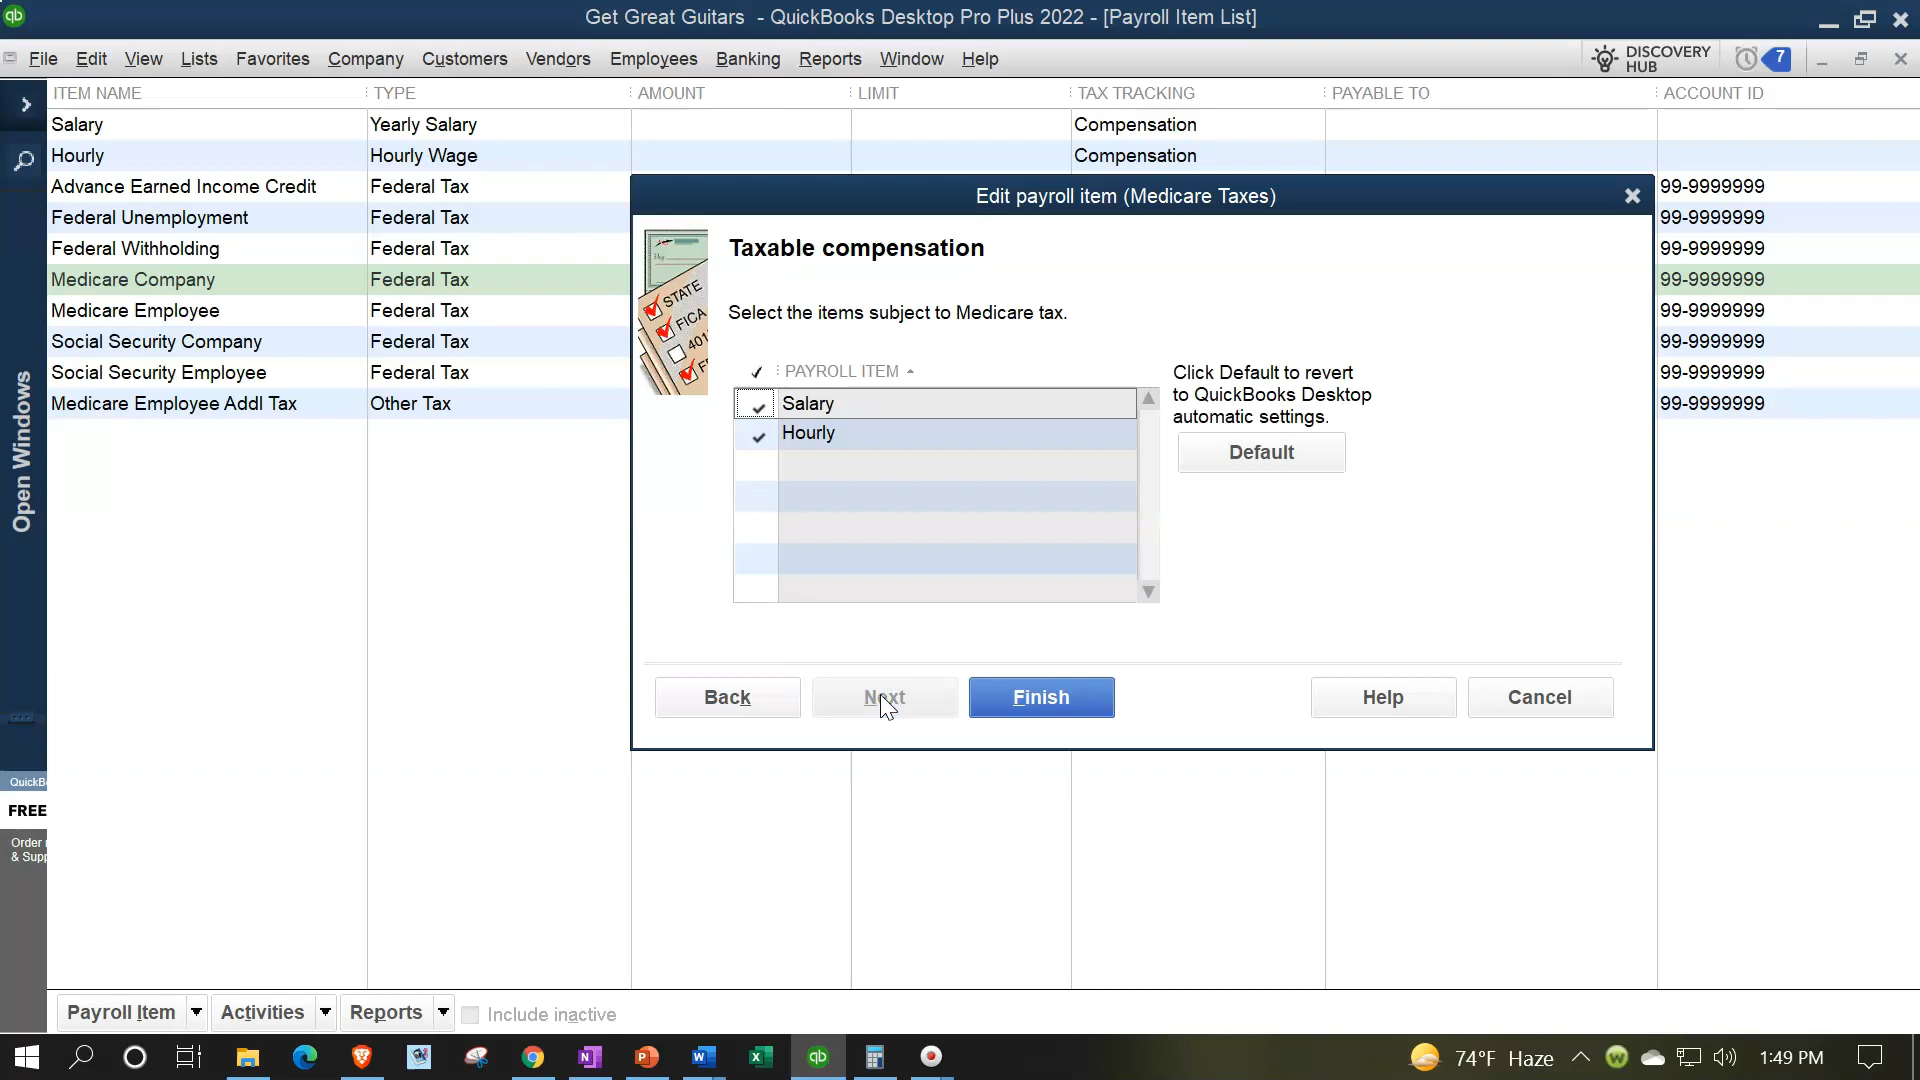 Get Great Guitars - QuickBooks Desktop Pro Plus 2022 - [Payroll Item List]
File Edit View Lists Favorites Company Customers Vendors Employees Banking Reports Window Help
DISCOVERY HUB
7
ITEM NAME TYPE AMOUNT LIMIT TAX TRACKING PAYABLE TO ACCOUNT ID
Salary Yearly Salary Compensation
Hourly Hourly Wage Compensation
Advance Earned Income Credit Federal Tax 99-9999999
Federal Unemployment Federal Tax 99-9999999
Federal Withholding Federal Tax 99-9999999
Medicare Company Federal Tax 99-9999999
Medicare Employee Federal Tax 99-9999999
Social Security Company Federal Tax 99-9999999
Social Security Employee Federal Tax 99-9999999
Medicare Employee Addl Tax Other Tax 99-9999999
Edit payroll item (Medicare Taxes)
STATE
FICA
Taxable compensation
Select the items subject to Medicare tax.
PAYROLL ITEM
Salary
Hourly
Click Default to revert
to QuickBooks Desktop
automatic settings.
Default
Back Next Finish Help Cancel
Open Windows
FREE
Order
Payroll Item Activities Reports Include inactive
74°F Haze 1:49 PM